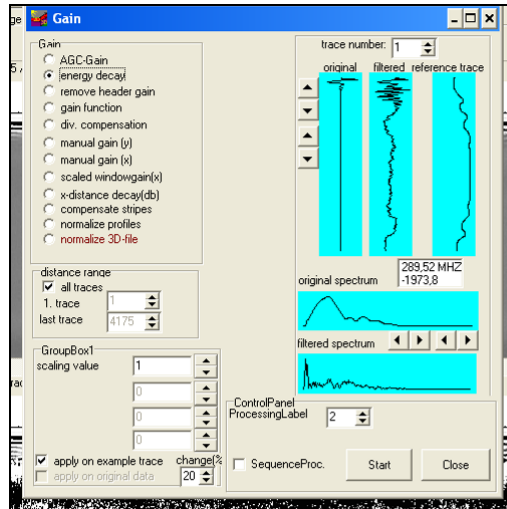 Gain
Gain
AGC-Gain
energy decay
remove header gain
gain function
div. compensation
manual gain (y)
manual gain (x)
scaled windowgain(x)
x-distance decay(db)
compensate stripes
normalize profiles
normalize 3D-file
distance range
all traces
1. trace 1
last trace 4175
GroupBox1
scaling value 1
0
0
0
apply on example trace change(%
apply on original data 20
trace number: 1
original filtered reference trace
original spectrum 289,52 MHZ
-1973,8
filtered spectrum
ControlPanel
ProcessingLabel 2
SequenceProc. Start Close